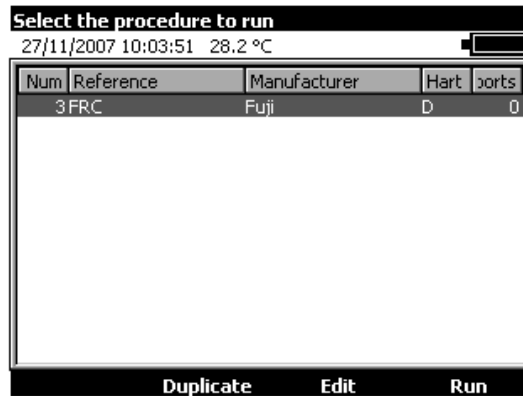 Select the procedure to run
27/11/2007 10:03:51 28.2 °C
Num Reference Manufacturer Hart ports
3 FRC Fuji D 0
Duplicate Edit Run